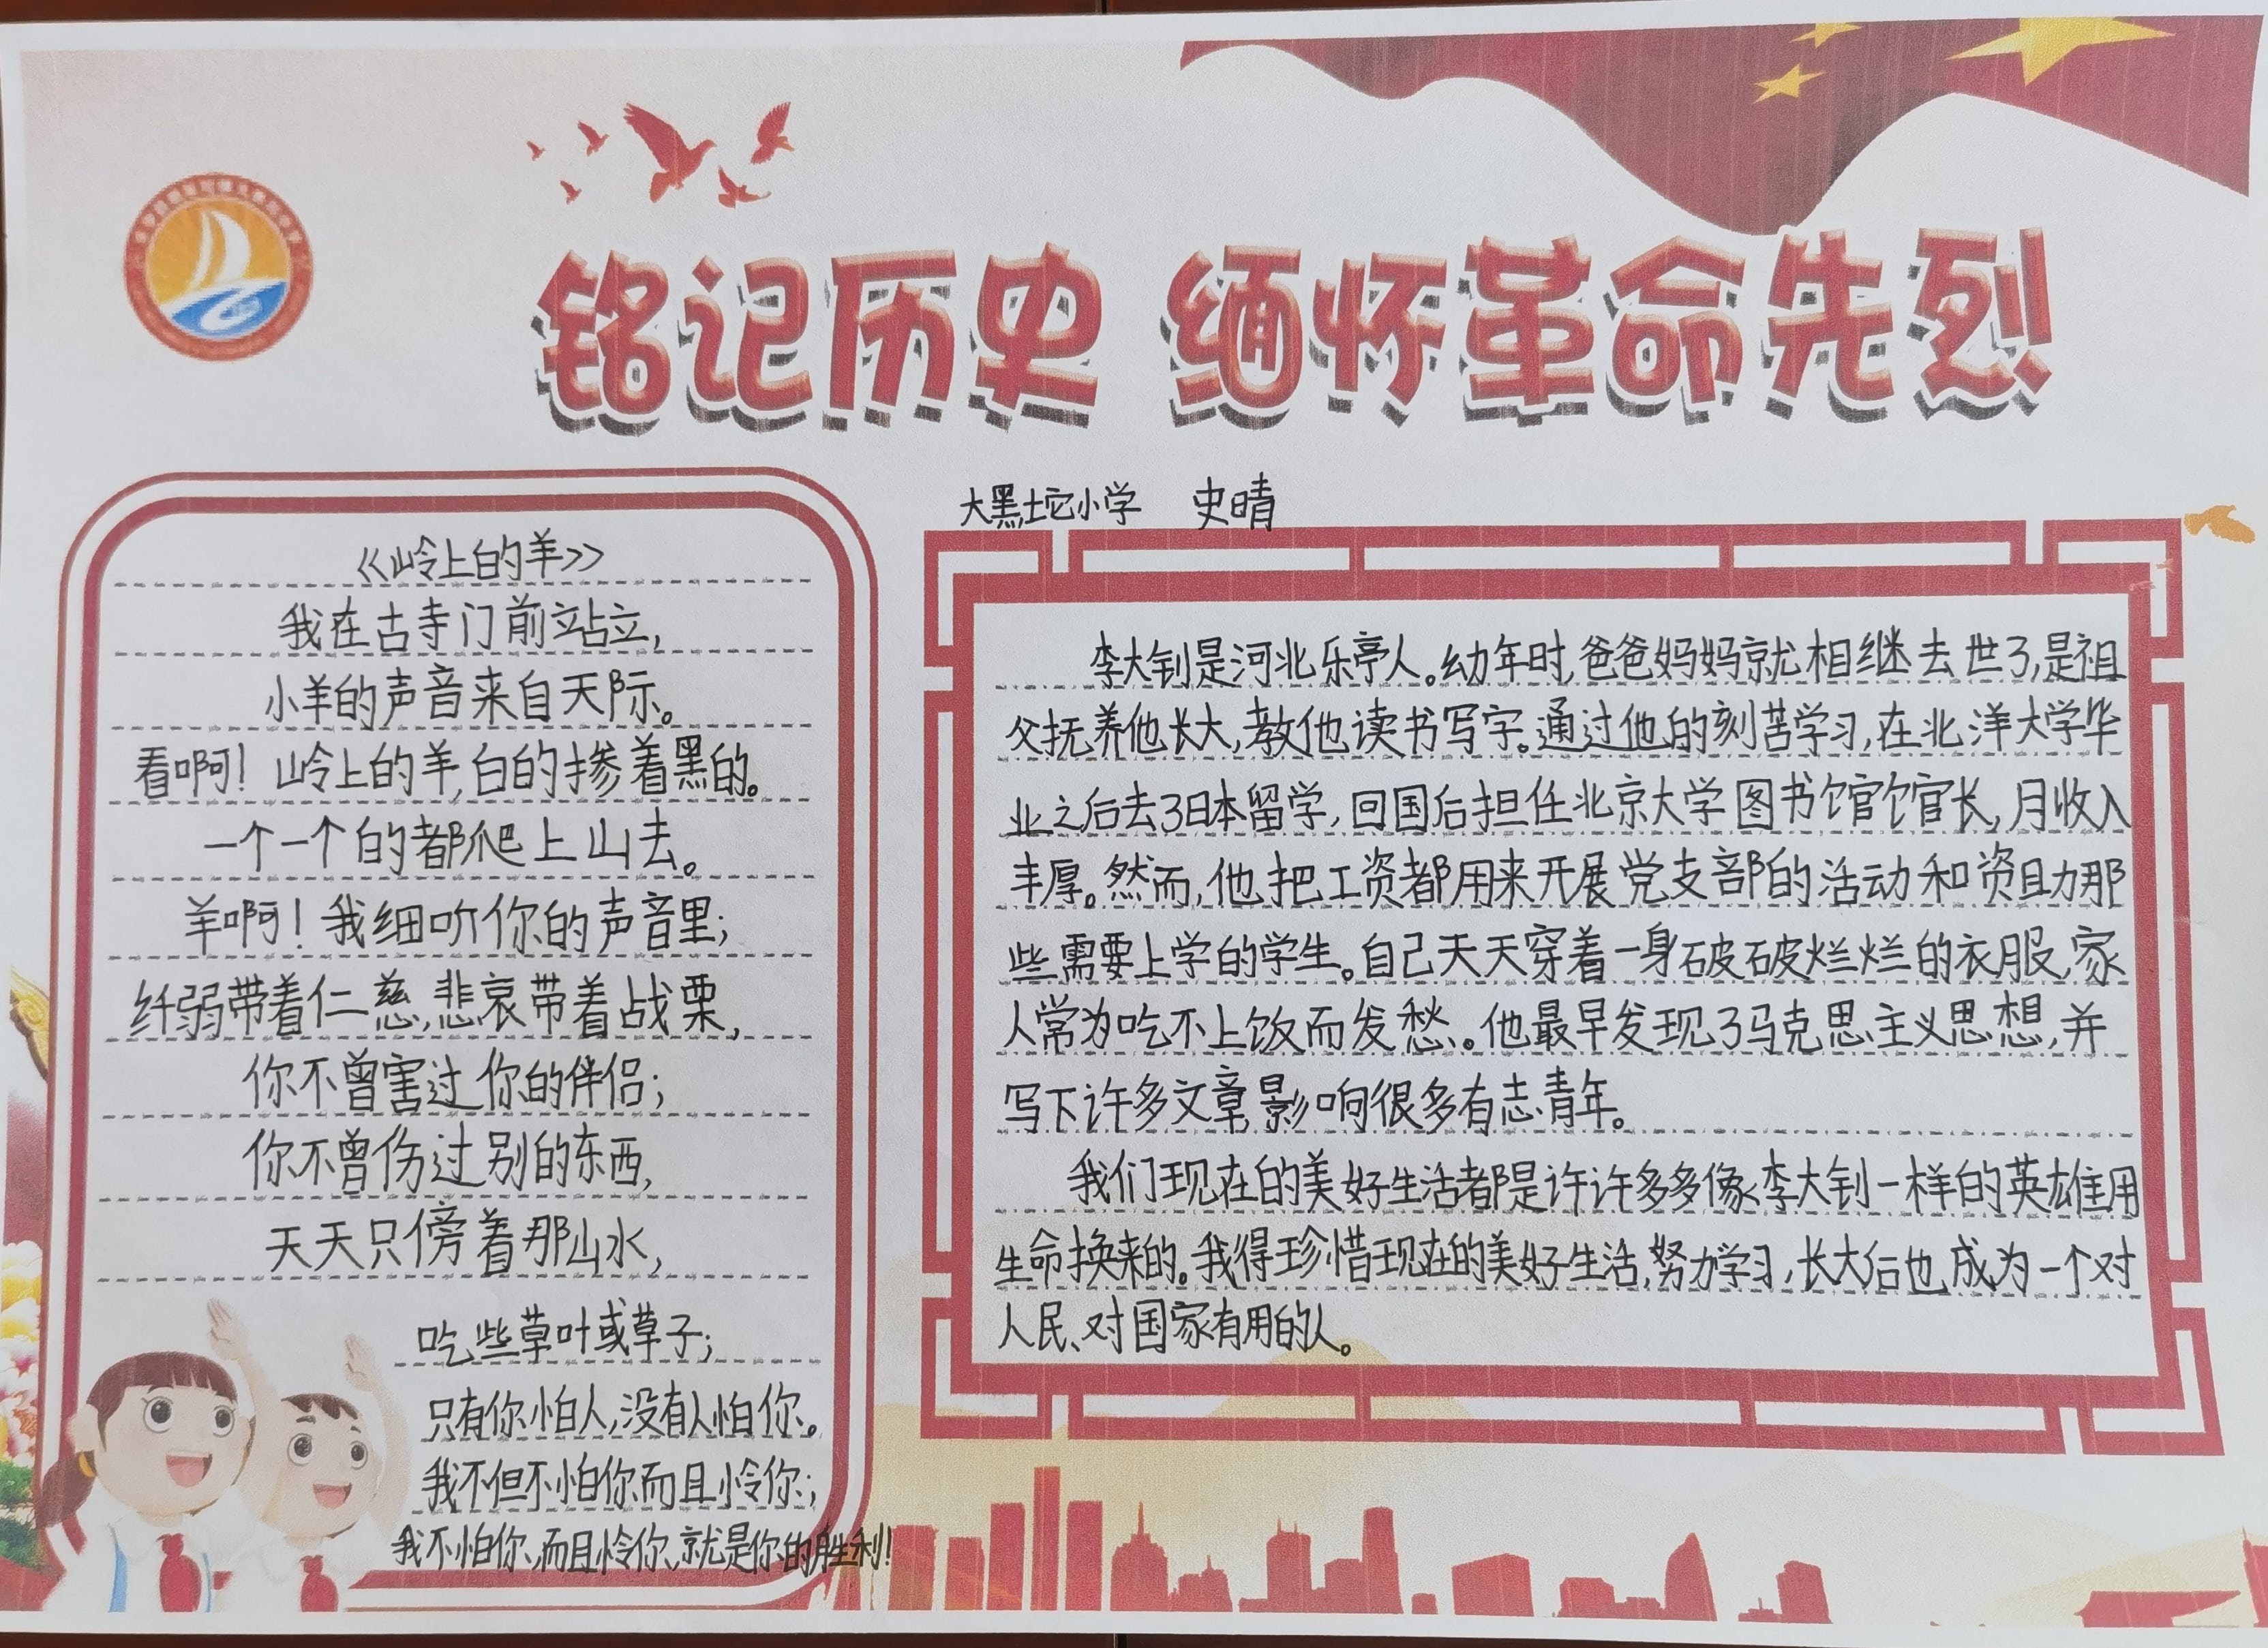 铭记历史 缅怀革命先烈
大黑坨小学 史晴
《岭上的羊》
我在古寺门前站立,
小羊的声音来自天际。
看啊！岭上的羊,白的掺着黑的。
一个一个的都爬上山去。
羊啊！我细听你的声音里;
纤弱带着仁慈,悲哀带着战栗,
你不曾害过你的伴侣;
你不曾伤过别的东西,
天天只傍着那山水,
吃些草叶或草子;
只有你怕人,没有人怕你。
我不但不怕你而且怜你;
我不怕你、而且怜你、就是你的胜利!
李大钊是河北乐亭人。幼年时,爸爸妈妈就相继去世了,是祖
父抚养他长大,教他读书写字。通过他的刻苦学习,在北洋大学毕
业之后去了日本留学,回国后担任北京大学图书馆馆长,月收入
丰厚。然而,他把工资都用来开展党支部的活动和资助那
些需要上学的学生。自己天天穿着一身破破烂烂的衣服,家
人常为吃不上饭而发愁。他最早发现了马克思主义思想,并
写下许多文章,影响很多有志青年。
我们现在的美好生活都是许许多多像李大钊一样的英雄用
生命换来的。我得珍惜现在的美好生活,努力学习,长大后也成为一个对
人民、对国家有用的人。